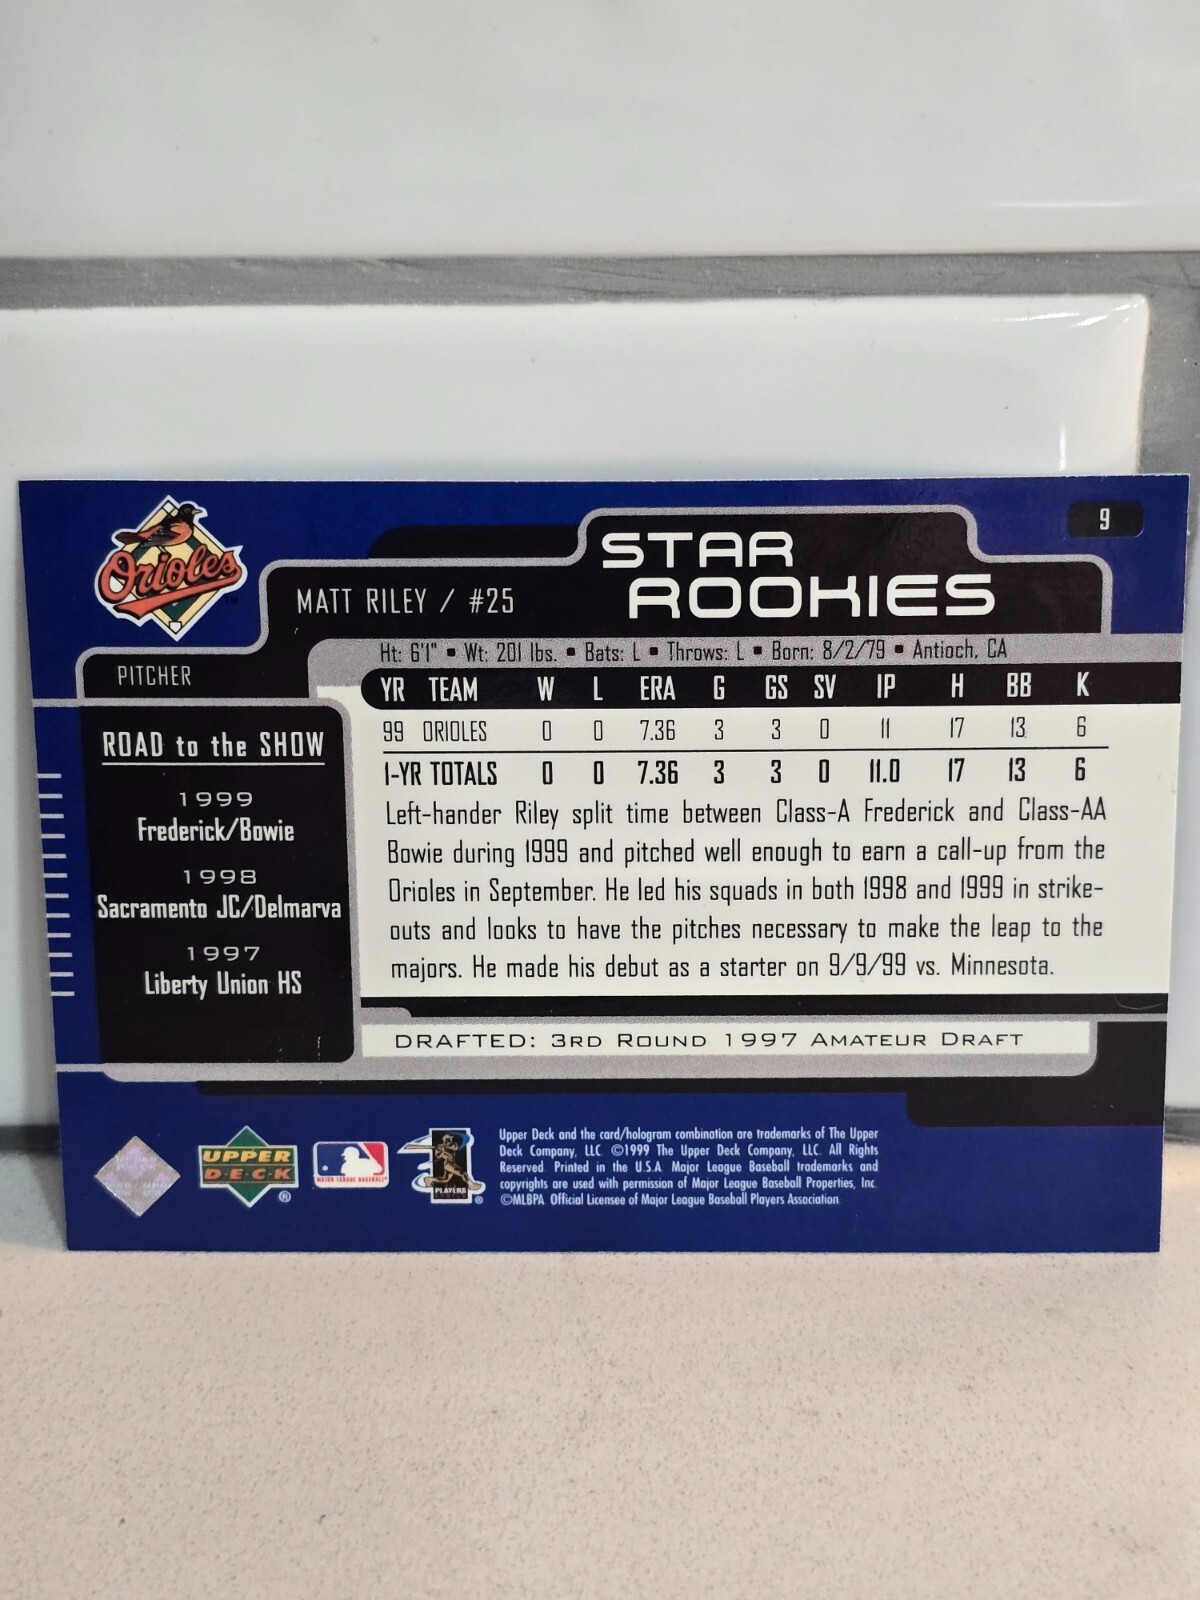 9
Orioles
STAR
ROOKIES
MATT RILEY / #25
PITCHER
Ht: 6'1" ▪ Wt: 201 lbs. ▪ Bats: L ▪ Throws: L ▪ Born: 8/2/79 ▪ Antioch, CA
YR TEAM W L ERA G GS SV IP H BB K
99 ORIOLES 0 0 7.36 3 3 0 11 17 13 6
1-YR TOTALS 0 0 7.36 3 3 0 11.0 17 13 6
Left-hander Riley split time between Class-A Frederick and Class-AA
Bowie during 1999 and pitched well enough to earn a call-up from the
Orioles in September. He led his squads in both 1998 and 1999 in strike-
outs and looks to have the pitches necessary to make the leap to the
majors. He made his debut as a starter on 9/9/99 vs. Minnesota.
ROAD to the SHOW
1999
Frederick/Bowie
1998
Sacramento JC/Delmarva
1997
Liberty Union HS
DRAFTED: 3RD ROUND 1997 AMATEUR DRAFT
UPPER
DECK
®
MAJOR LEAGUE BASEBALL
PLAYERS
Upper Deck and the card/hologram combination are trademarks of The Upper
Deck Company, LLC. ©1999 The Upper Deck Company, LLC. All Rights
Reserved. Printed in the U.S.A. Major League Baseball trademarks and
copyrights are used with permission of Major League Baseball Properties, Inc.
©MLBPA Official Licensee of Major League Baseball Players Association.